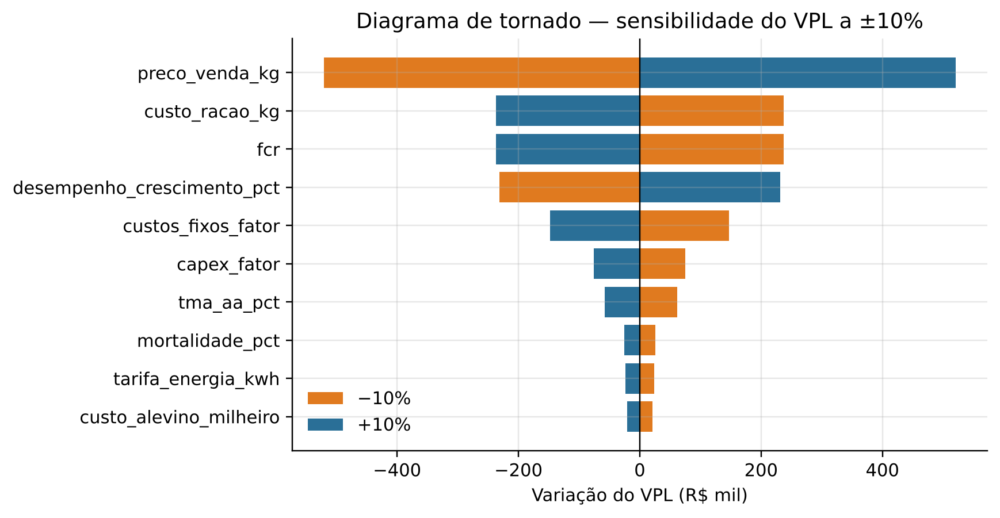 Diagrama de tornado — sensibilidade do VPL a ±10%
preco_venda_kg
custo_racao_kg
fcr
desempenho_crescimento_pct
custos_fixos_fator
capex_fator
tma_aa_pct
mortalidade_pct
tarifa_energia_kwh
custo_alevino_milheiro
−10%
+10%
−400 −200 0 200 400
Variação do VPL (R$ mil)